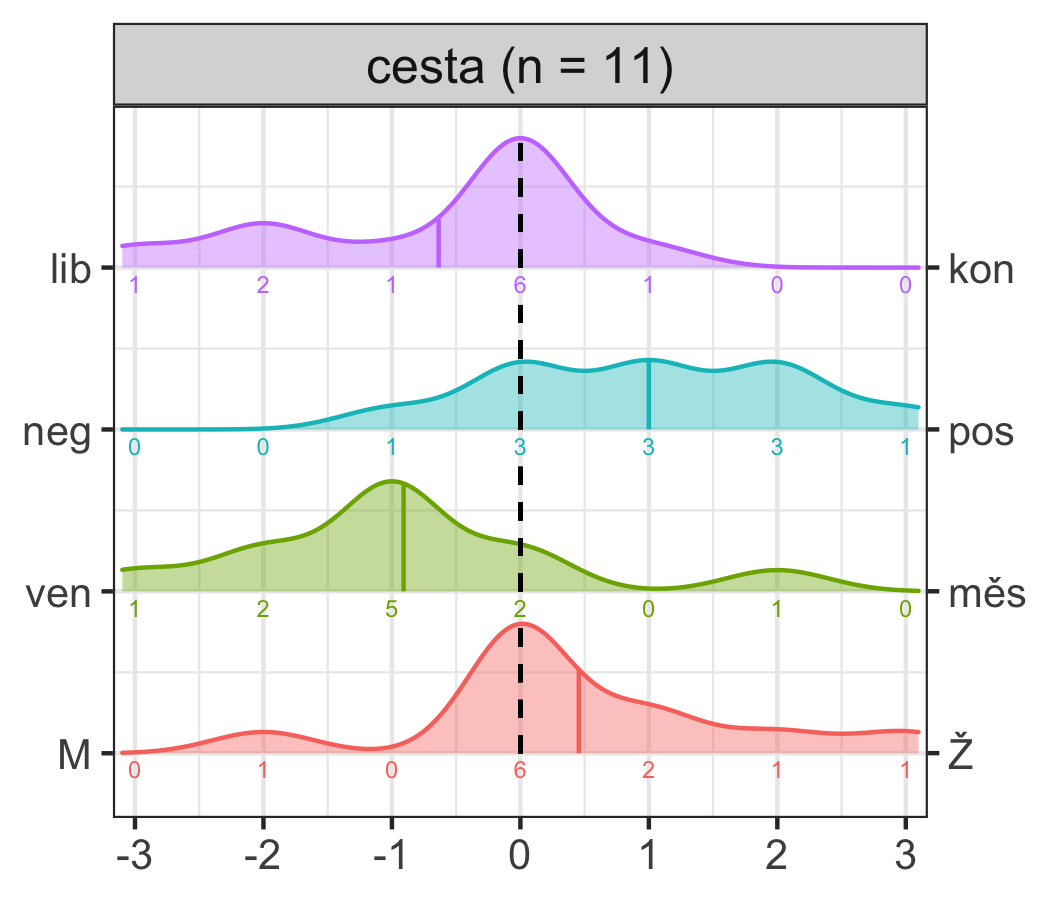 cesta (n = 11)
lib kon
1 2 1 6 1 0 0
neg pos
0 0 1 3 3 3 1
ven měs
1 2 5 2 0 1 0
M Ž
0 1 0 6 2 1 1
-3 -2 -1 0 1 2 3